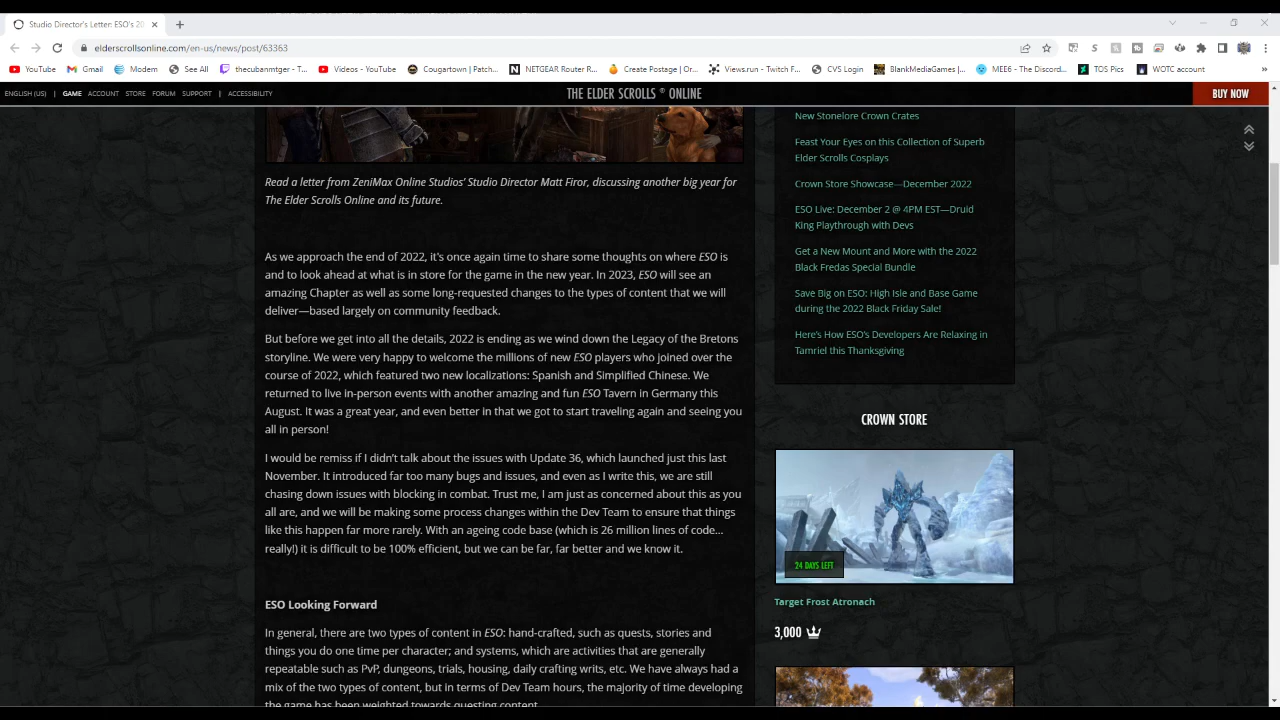 Studio Director's Letter: ESO's 20
elderscrollsonline.com/en-us/news/post/63363
YouTube
Gmail
Modem
See All
thecubanmtger - T...
Videos - YouTube
Cougartown | Patch...
NETGEAR Router R...
Create Postage | Or...
Views.run - Twitch F...
CVS Login
BlankMediaGames |...
MEE6 - The Discord...
TOS Pics
WOTC account
»
ENGLISH (US) | GAME ACCOUNT STORE FORUM SUPPORT | ACCESSIBILITY
THE ELDER SCROLLS ® ONLINE
BUY NOW
Read a letter from ZeniMax Online Studios' Studio Director Matt Firor, discussing another big year for
The Elder Scrolls Online and its future.
As we approach the end of 2022, it's once again time to share some thoughts on where ESO is
and to look ahead at what is in store for the game in the new year. In 2023, ESO will see an
amazing Chapter as well as some long-requested changes to the types of content that we will
deliver—based largely on community feedback.
But before we get into all the details, 2022 is ending as we wind down the Legacy of the Bretons
storyline. We were very happy to welcome the millions of new ESO players who joined over the
course of 2022, which featured two new localizations: Spanish and Simplified Chinese. We
returned to live in-person events with another amazing and fun ESO Tavern in Germany this
August. It was a great year, and even better in that we got to start traveling again and seeing you
all in person!
I would be remiss if I didn't talk about the issues with Update 36, which launched just this last
November. It introduced far too many bugs and issues, and even as I write this, we are still
chasing down issues with blocking in combat. Trust me, I am just as concerned about this as you
all are, and we will be making some process changes within the Dev Team to ensure that things
like this happen far more rarely. With an ageing code base (which is 26 million lines of code...
really!) it is difficult to be 100% efficient, but we can be far, far better and we know it.
ESO Looking Forward
In general, there are two types of content in ESO: hand-crafted, such as quests, stories and
things you do one time per character; and systems, which are activities that are generally
repeatable such as PvP, dungeons, trials, housing, daily crafting writs, etc. We have always had a
mix of the two types of content, but in terms of Dev Team hours, the majority of time developing
the game has been weighted towards questing content.
New Stonelore Crown Crates
Feast Your Eyes on this Collection of Superb
Elder Scrolls Cosplays
Crown Store Showcase—December 2022
ESO Live: December 2 @ 4PM EST—Druid
King Playthrough with Devs
Get a New Mount and More with the 2022
Black Fredas Special Bundle
Save Big on ESO: High Isle and Base Game
during the 2022 Black Friday Sale!
Here's How ESO's Developers Are Relaxing in
Tamriel this Thanksgiving
CROWN STORE
24 DAYS LEFT
Target Frost Atronach
3,000